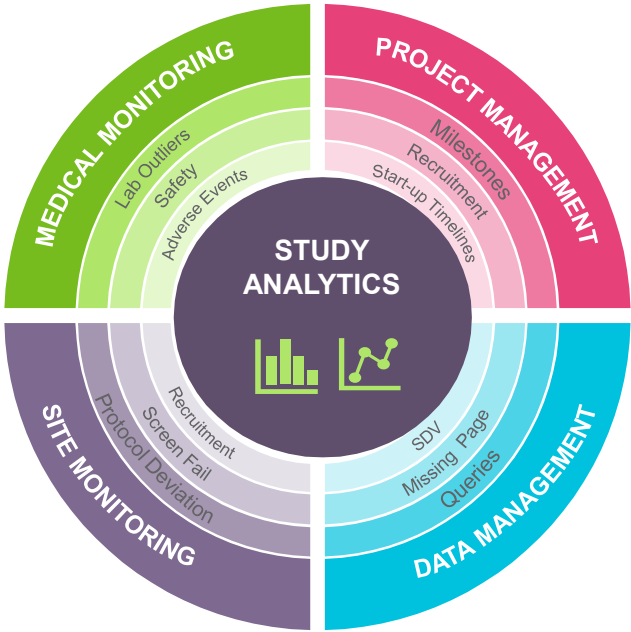 MEDICAL MONITORING
Lab Outliers
Safety
Adverse Events
PROJECT MANAGEMENT
Milestones
Recruitment
Start-up Timelines
STUDY
ANALYTICS
SITE MONITORING
Protocol Deviation
Screen Fail
Recruitment
DATA MANAGEMENT
Queries
Missing Page
SDV